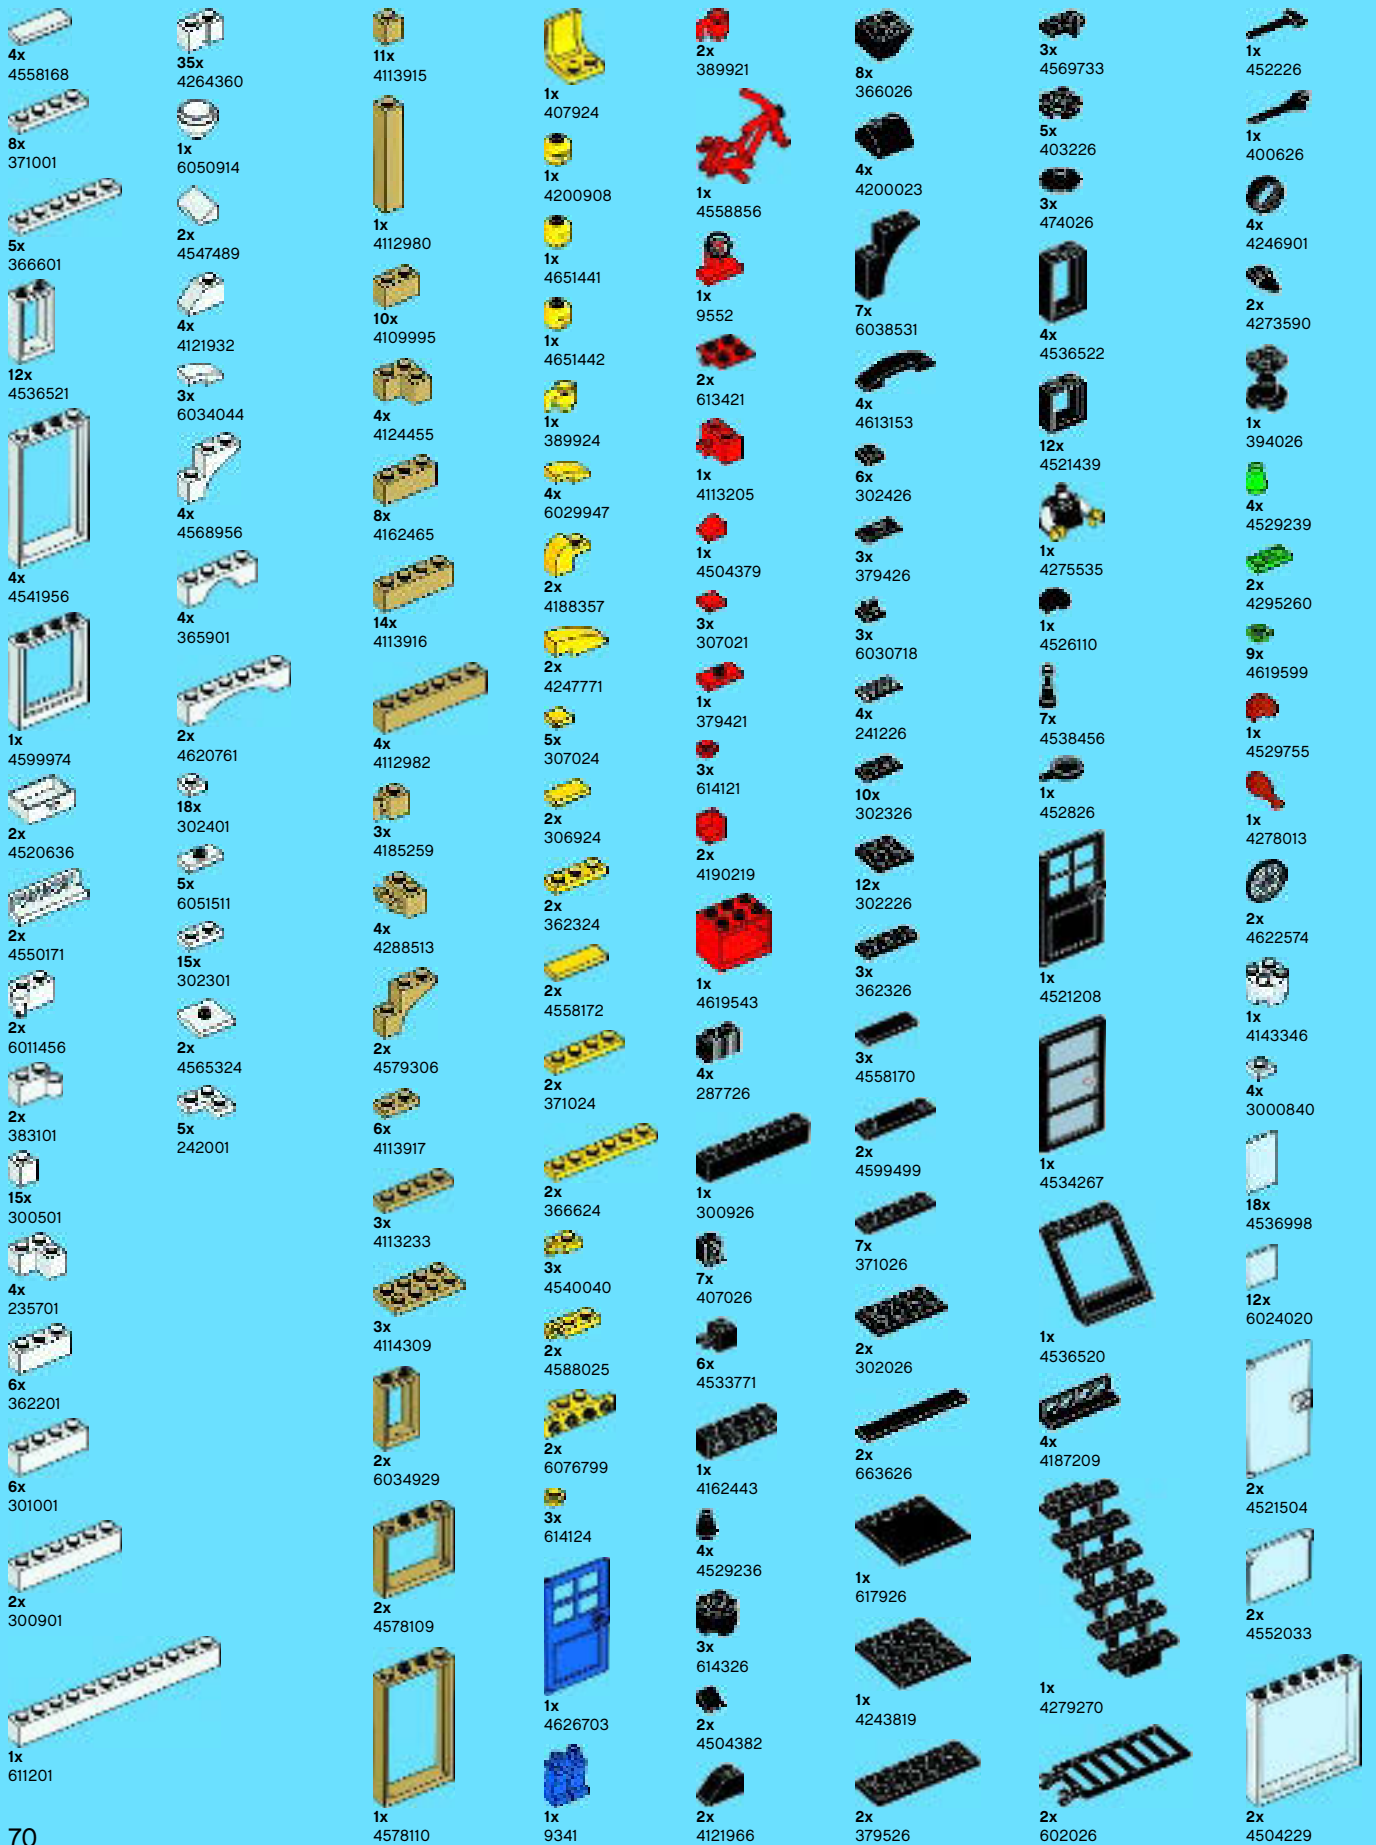 4x
4558168
8x
371001
5x
366601
12x
4536521
4x
4541956
1x
4599974
2x
4520636
2x
4550171
2x
6011456
2x
383101
15x
300501
4x
235701
6x
362201
6x
301001
2x
300901
1x
611201
70
35x
4264360
1x
6050914
2x
4547489
4x
4121932
3x
6034044
4x
4568956
4x
365901
2x
4620761
18x
302401
5x
6051511
15x
302301
2x
4565324
5x
242001
11x
4113915
1x
4112980
10x
4109995
4x
4124455
8x
4162465
14x
4113916
4x
4112982
3x
4185259
4x
4288513
2x
4579306
6x
4113917
3x
4113233
3x
4114309
2x
6034929
2x
4578109
1x
4578110
1x
407924
1x
4200908
1x
4651441
1x
4651442
1x
389924
4x
6029947
2x
4188357
2x
4247771
5x
307024
2x
306924
2x
362324
2x
4558172
2x
371024
2x
366624
3x
4540040
2x
4588025
2x
6076799
3x
614124
1x
4626703
1x
9341
2x
389921
1x
4558856
1x
9552
2x
613421
1x
4113205
1x
4504379
3x
307021
1x
379421
3x
614121
2x
4190219
1x
4619543
4x
287726
1x
300926
7x
407026
6x
4533771
1x
4162443
4x
4529236
3x
614326
2x
4504382
2x
4121966
8x
366026
4x
4200023
7x
6038531
4x
4613153
6x
302426
3x
379426
3x
6030718
4x
241226
10x
302326
12x
302226
3x
362326
3x
4558170
2x
4599499
7x
371026
2x
302026
2x
663626
1x
617926
1x
4243819
2x
379526
3x
4569733
5x
403226
3x
474026
4x
4536522
12x
4521439
1x
4275535
1x
4526110
7x
4538456
1x
452826
1x
4521208
1x
4534267
1x
4536520
4x
4187209
1x
4279270
2x
602026
1x
452226
1x
400626
4x
4246901
2x
4273590
1x
394026
4x
4529239
2x
4295260
9x
4619599
1x
4529755
1x
4278013
2x
4622574
1x
4143346
4x
3000840
18x
4536998
12x
6024020
2x
4521504
2x
4552033
2x
4504229